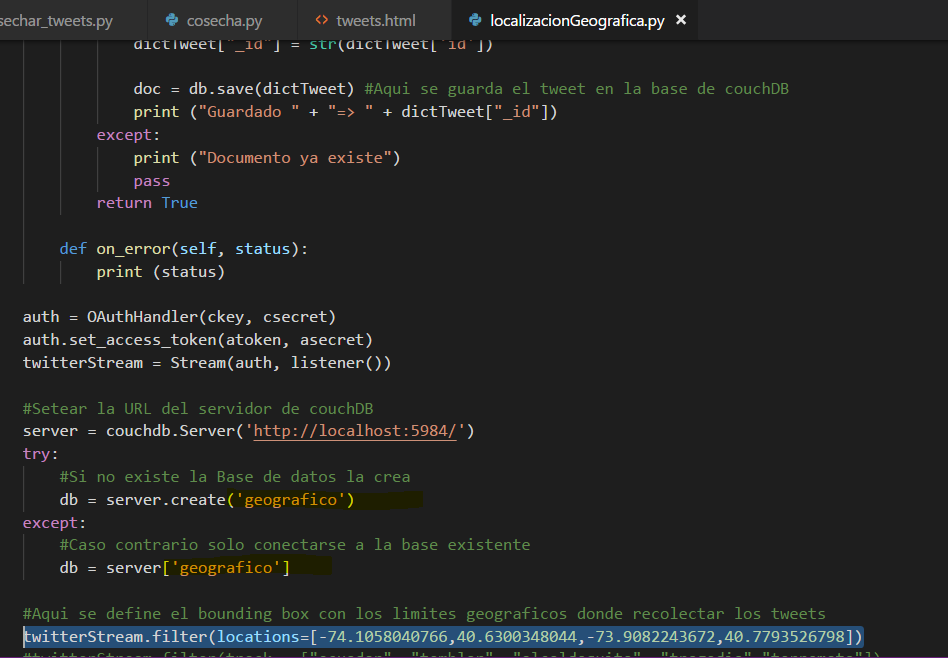 sechar_tweets.py cosecha.py <> tweets.html localizacionGeografica.py ×
dictTweet["_id"] = str(dictTweet['id'])
doc = db.save(dictTweet) #Aqui se guarda el tweet en la base de couchDB
print ("Guardado " + "=> " + dictTweet["_id"])
except:
print ("Documento ya existe")
pass
return True
def on_error(self, status):
print (status)
auth = OAuthHandler(ckey, csecret)
auth.set_access_token(atoken, asecret)
twitterStream = Stream(auth, listener())
#Setear la URL del servidor de couchDB
server = couchdb.Server('http://localhost:5984/')
try:
#Si no existe la Base de datos la crea
db = server.create('geografico')
except:
#Caso contrario solo conectarse a la base existente
db = server['geografico']
#Aqui se define el bounding box con los limites geograficos donde recolectar los tweets
twitterStream.filter(locations=[-74.1058040766,40.6300348044,-73.9082243672,40.7793526798])
#twitterStream.filter(track = ["ecuador", "temblor", "alcaldesuite", "tragedia","terremoto"])